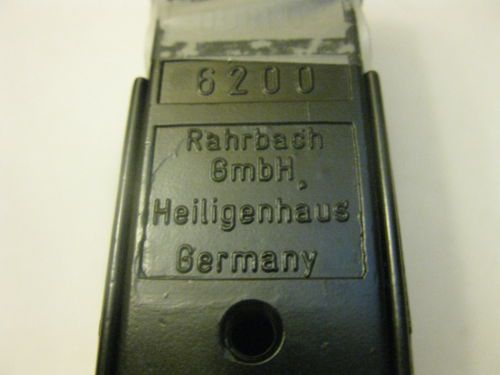 6200
Rahrbach
GmbH,
Heiligenhaus
Germany